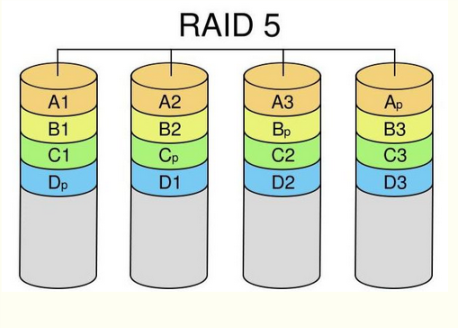 RAID 5
A1 A2 A3 Ap
B1 B2 Bp B3
C1 Cp C2 C3
Dp D1 D2 D3